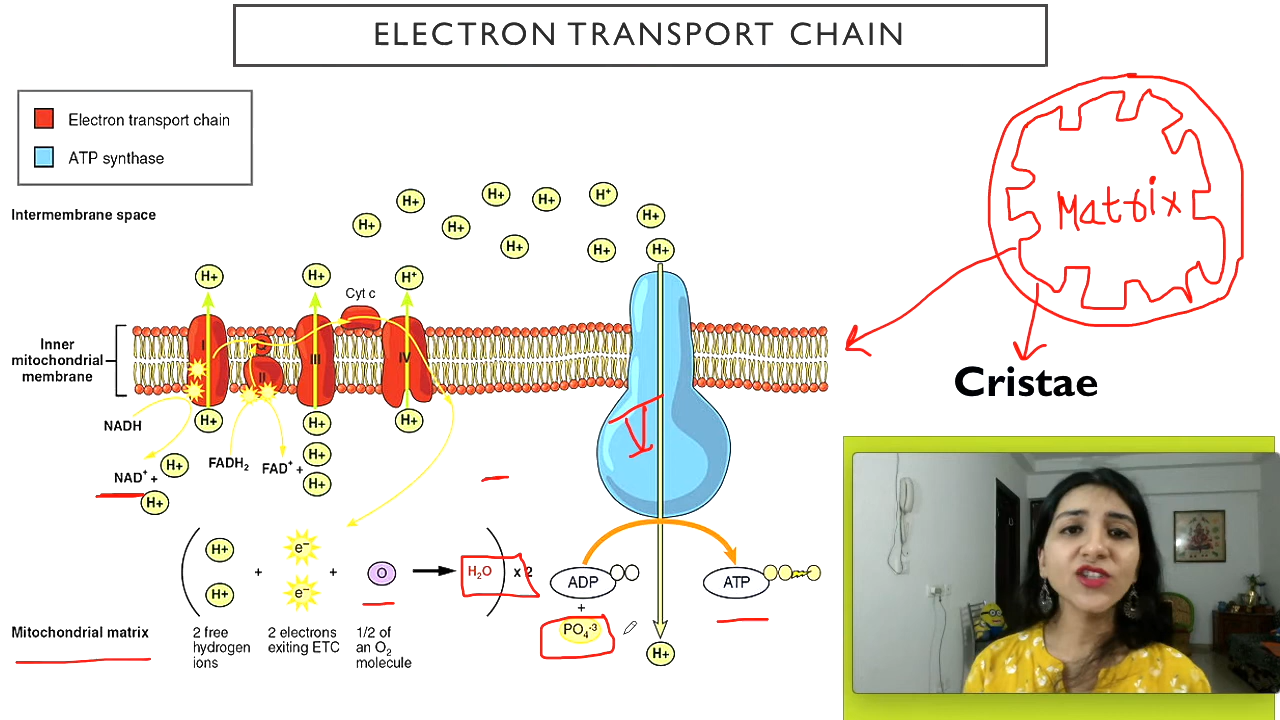 ELECTRON TRANSPORT CHAIN
Electron transport chain
ATP synthase
Intermembrane space
H+ H+ H+ H+ H+ H+ H+ H+ H+
H+ H+ H+ H+
Cyt c
Matrix
Inner
mitochondrial
membrane
I Q II III IV
Cristae
V
NADH
H+ H+ H+
FADH₂ FAD⁺ + H+
NAD⁺ + H+
H+ H+
H+ e⁻
+ + O H₂O x 2
H+ e⁻
ADP ATP
+
PO₄⁻³
H+
Mitochondrial matrix
2 free
hydrogen
ions
2 electrons
exiting ETC
1/2 of
an O₂
molecule